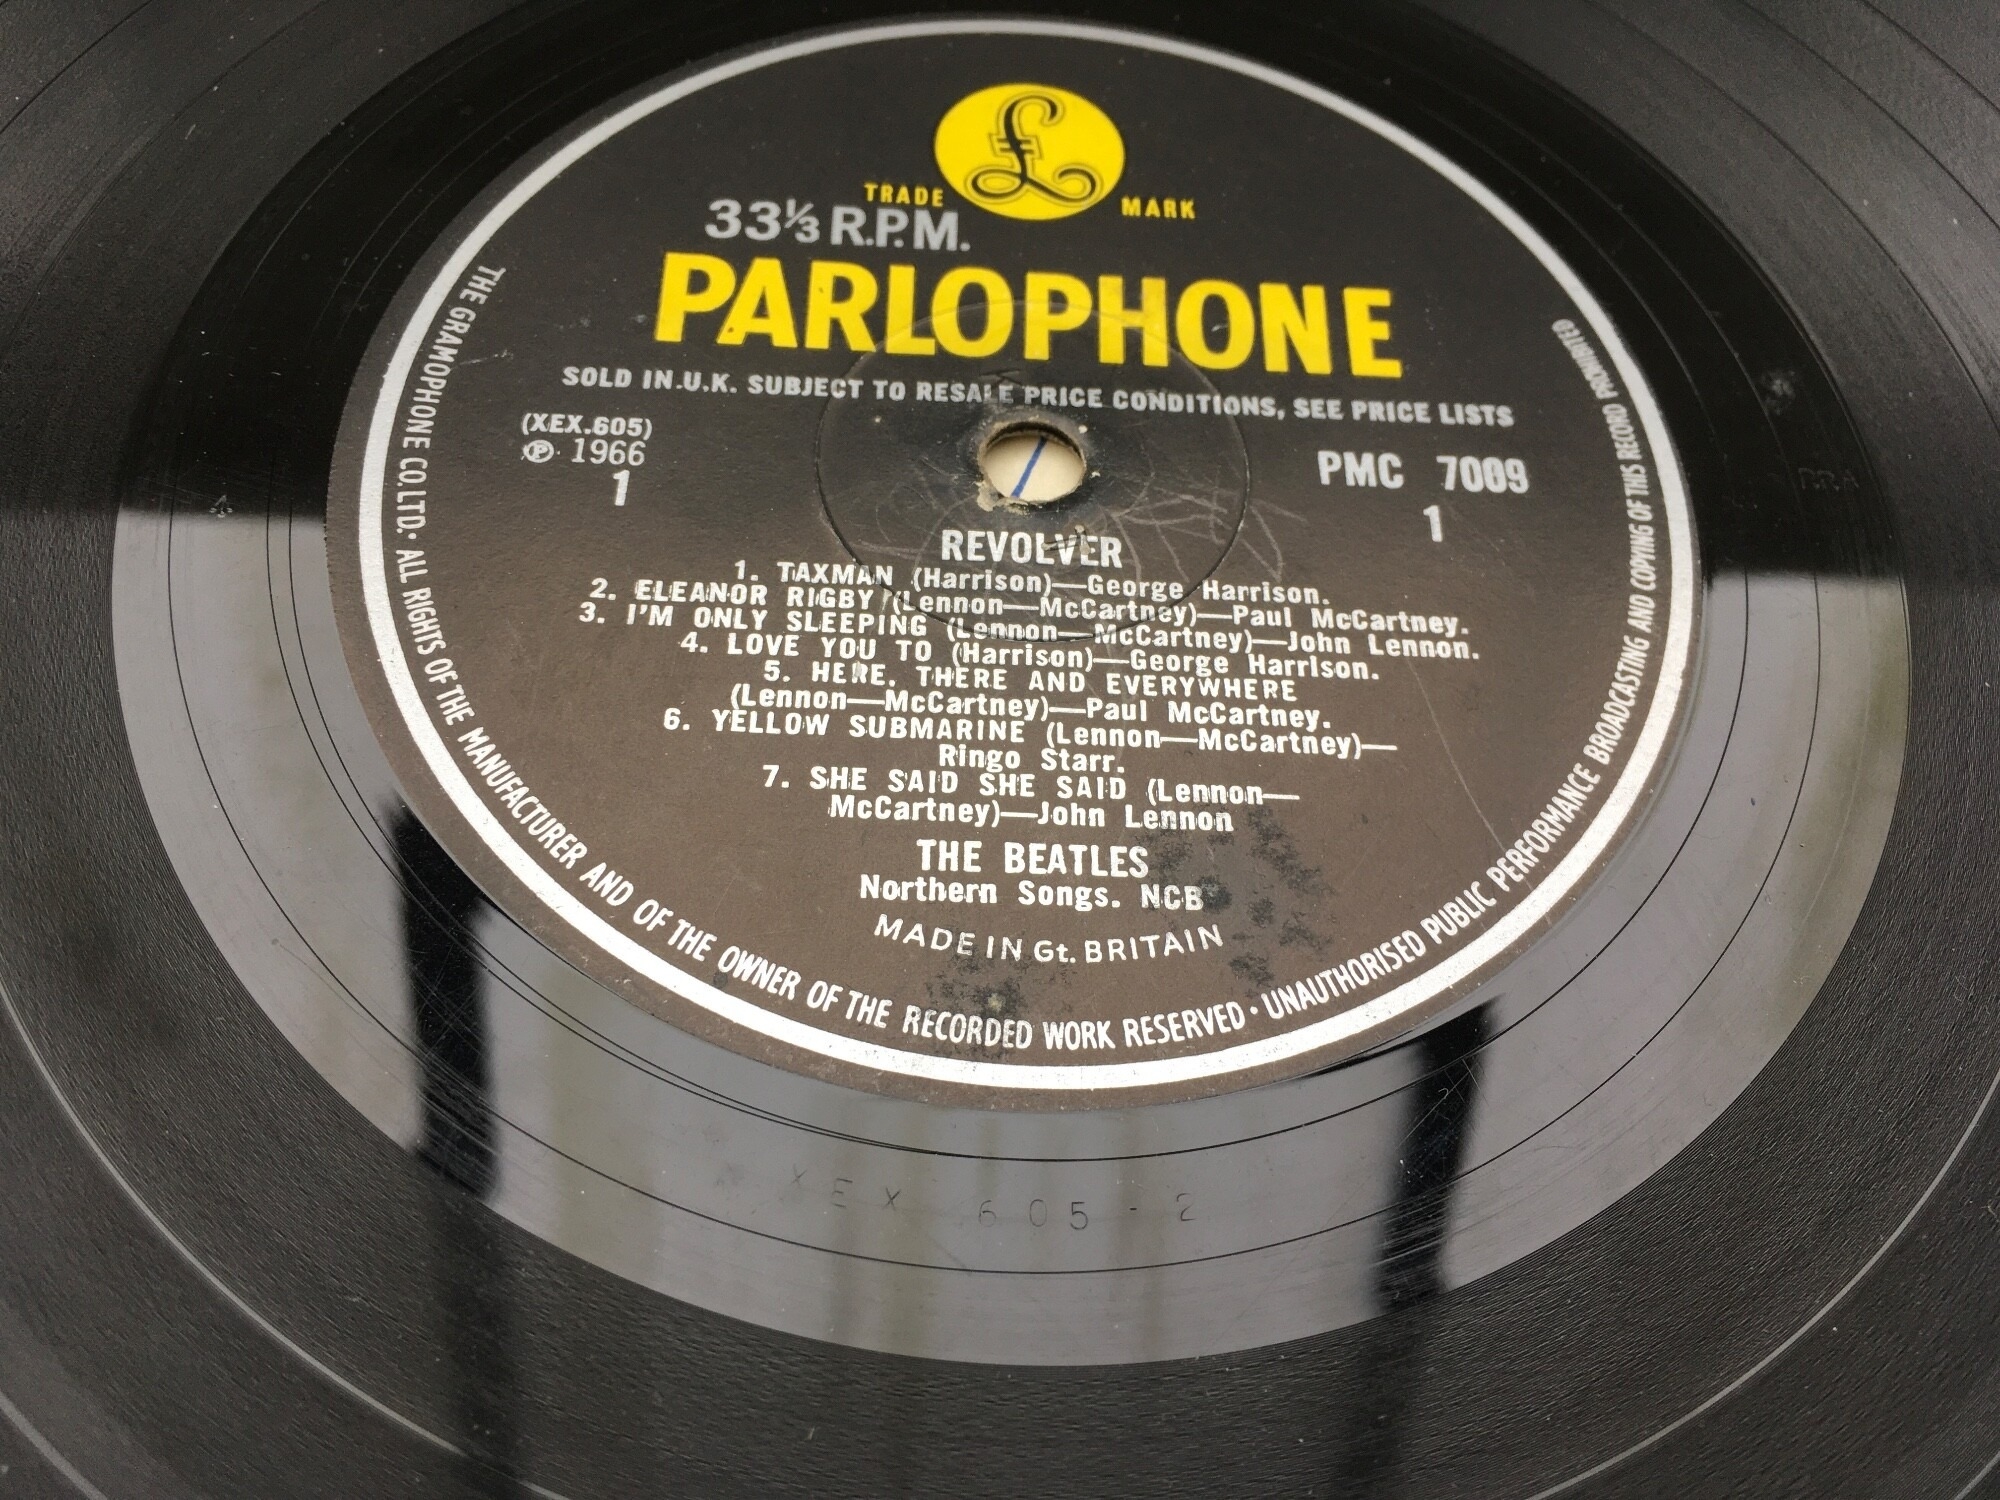 £
TRADE MARK
33⅓ R.P.M.
PARLOPHONE
SOLD IN U.K. SUBJECT TO RESALE PRICE CONDITIONS, SEE PRICE LISTS
(XEX.605)
℗ 1966
1
PMC 7009
1
REVOLVER
1. TAXMAN (Harrison)—George Harrison.
2. ELEANOR RIGBY (Lennon—McCartney)—Paul McCartney.
3. I'M ONLY SLEEPING (Lennon—McCartney)—John Lennon.
4. LOVE YOU TO (Harrison)—George Harrison.
5. HERE, THERE AND EVERYWHERE
(Lennon—McCartney)—Paul McCartney.
6. YELLOW SUBMARINE (Lennon—McCartney)—
Ringo Starr.
7. SHE SAID SHE SAID (Lennon—
McCartney)—John Lennon
THE BEATLES
Northern Songs. NCB
MADE IN Gt. BRITAIN
THE GRAMOPHONE CO. LTD. · ALL RIGHTS OF THE MANUFACTURER AND OF THE OWNER OF THE RECORDED WORK RESERVED · UNAUTHORISED PUBLIC PERFORMANCE BROADCASTING AND COPYING OF THIS RECORD PROHIBITED
XEX 605-2
4